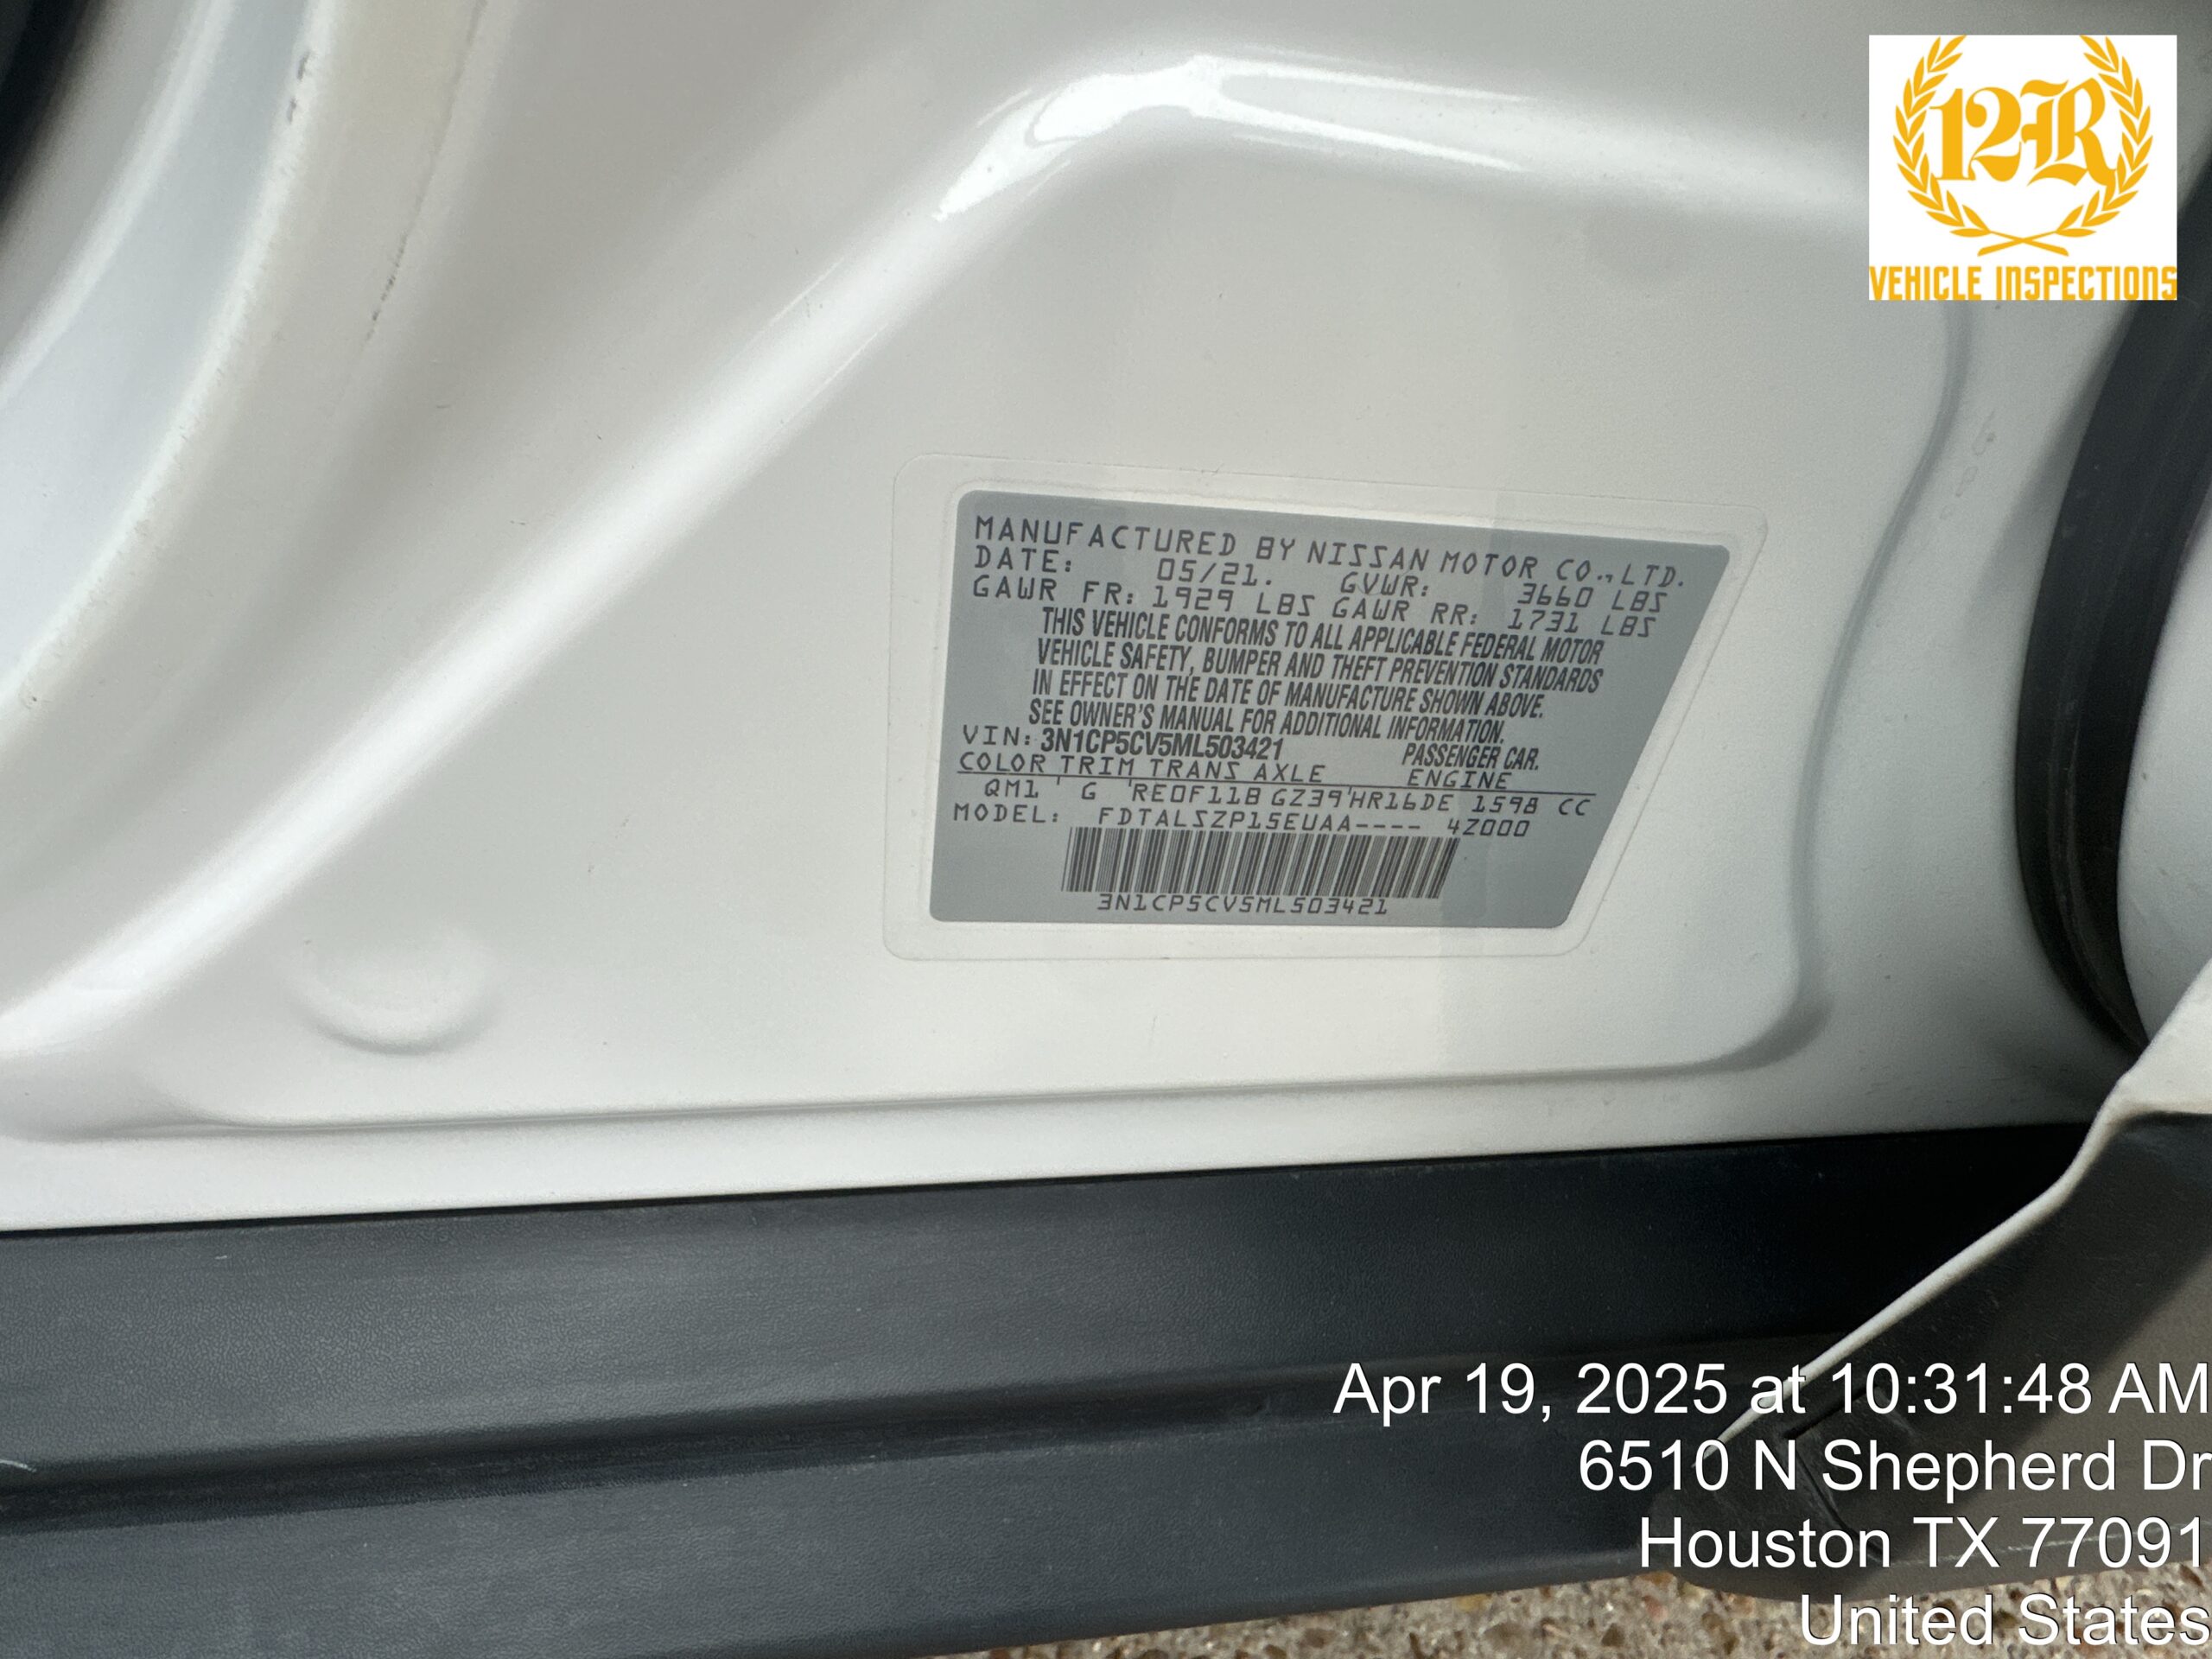 12R
VEHICLE INSPECTIONS
MANUFACTURED BY NISSAN MOTOR CO.,LTD.
DATE: 05/21. GVWR: 3660 LBS
GAWR FR: 1929 LBS GAWR RR: 1731 LBS
THIS VEHICLE CONFORMS TO ALL APPLICABLE FEDERAL MOTOR
VEHICLE SAFETY, BUMPER AND THEFT PREVENTION STANDARDS
IN EFFECT ON THE DATE OF MANUFACTURE SHOWN ABOVE.
SEE OWNER'S MANUAL FOR ADDITIONAL INFORMATION.
VIN: 3N1CP5CV5ML503421 PASSENGER CAR.
COLOR TRIM TRANS AXLE ENGINE
QM1 ' G 'RE0F11B GZ39'HR16DE 1598 CC
MODEL: FDTALSZP15EUAA---- 4Z000
3N1CP5CV5ML503421
Apr 19, 2025 at 10:31:48 AM
6510 N Shepherd Dr
Houston TX 77091
United States